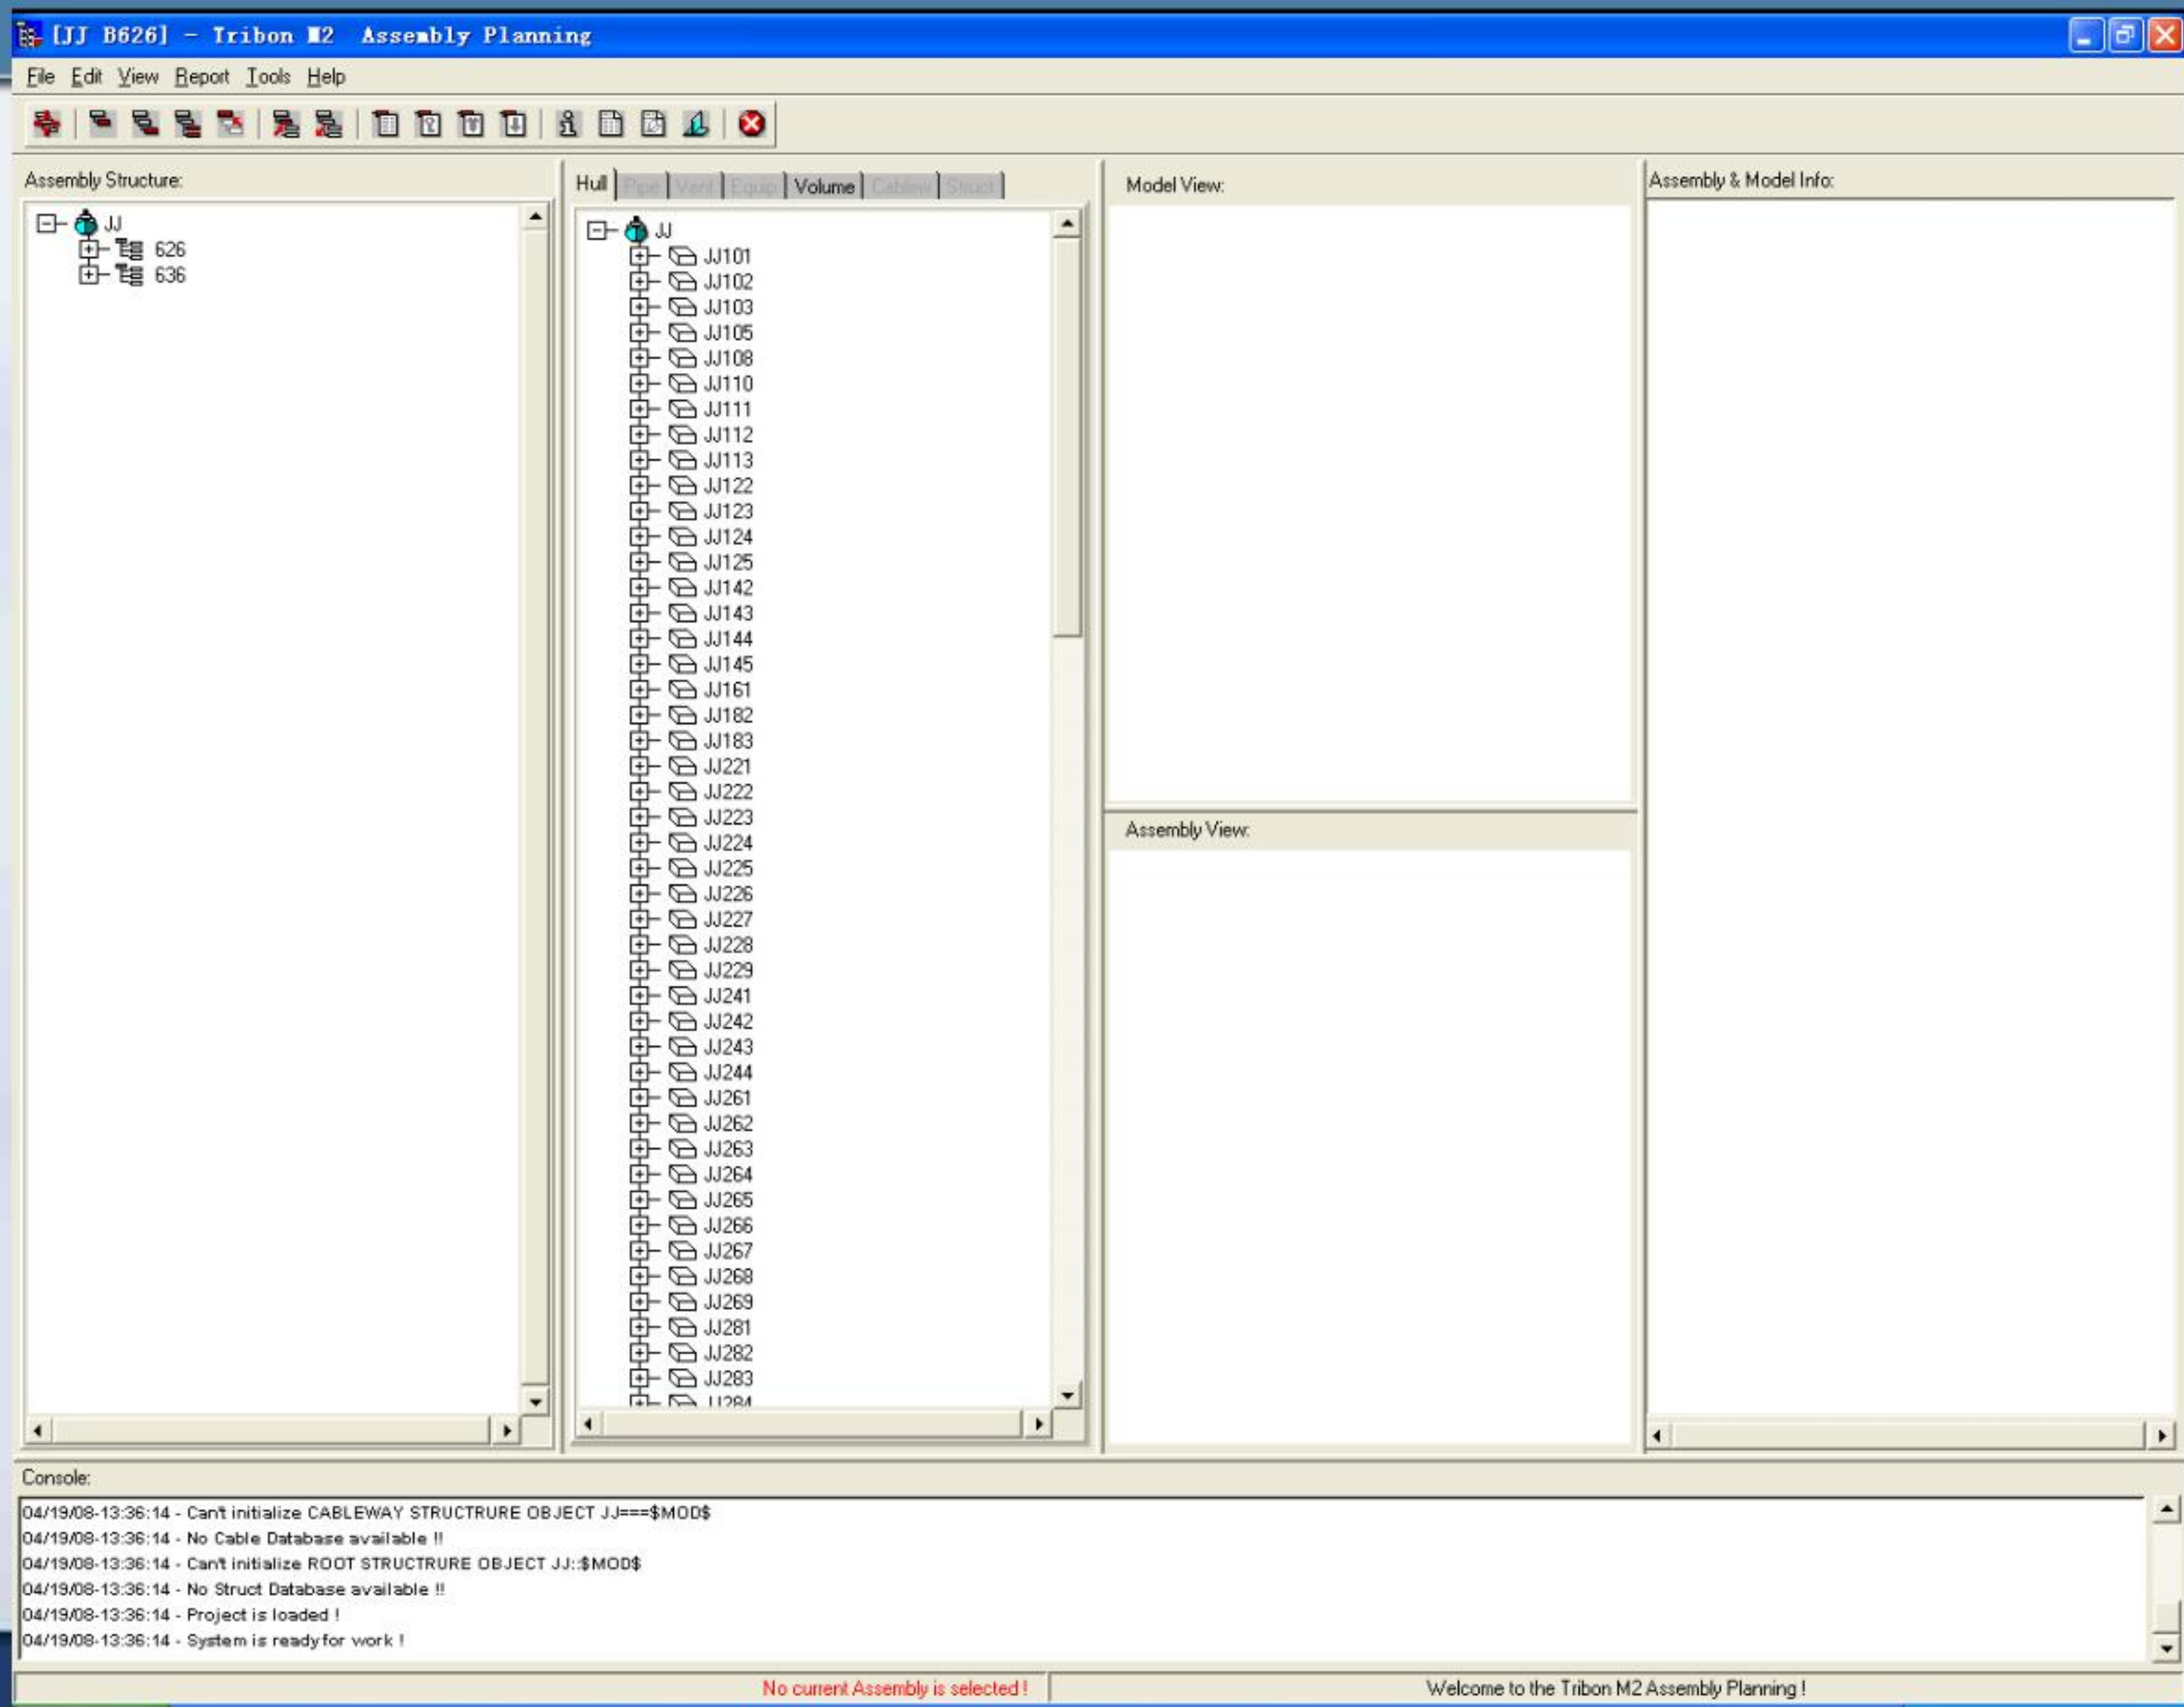 [JJ B626] - Tribon M2 Assembly Planning
File Edit View Report Tools Help
Assembly Structure:
JJ
626
636
Hull Pipe Vent Equip Volume Cablew Struct
JJ
JJ101
JJ102
JJ103
JJ105
JJ108
JJ110
JJ111
JJ112
JJ113
JJ122
JJ123
JJ124
JJ125
JJ142
JJ143
JJ144
JJ145
JJ161
JJ182
JJ183
JJ221
JJ222
JJ223
JJ224
JJ225
JJ226
JJ227
JJ228
JJ229
JJ241
JJ242
JJ243
JJ244
JJ261
JJ262
JJ263
JJ264
JJ265
JJ266
JJ267
JJ268
JJ269
JJ281
JJ282
JJ283
JJ284
Model View:
Assembly View:
Assembly & Model Info:
Console:
04/19/08-13:36:14 - Can't initialize CABLEWAY STRUCTRURE OBJECT JJ===$MOD$
04/19/08-13:36:14 - No Cable Database available !!
04/19/08-13:36:14 - Can't initialize ROOT STRUCTRURE OBJECT JJ::$MOD$
04/19/08-13:36:14 - No Struct Database available !!
04/19/08-13:36:14 - Project is loaded !
04/19/08-13:36:14 - System is ready for work !
No current Assembly is selected !
Welcome to the Tribon M2 Assembly Planning !